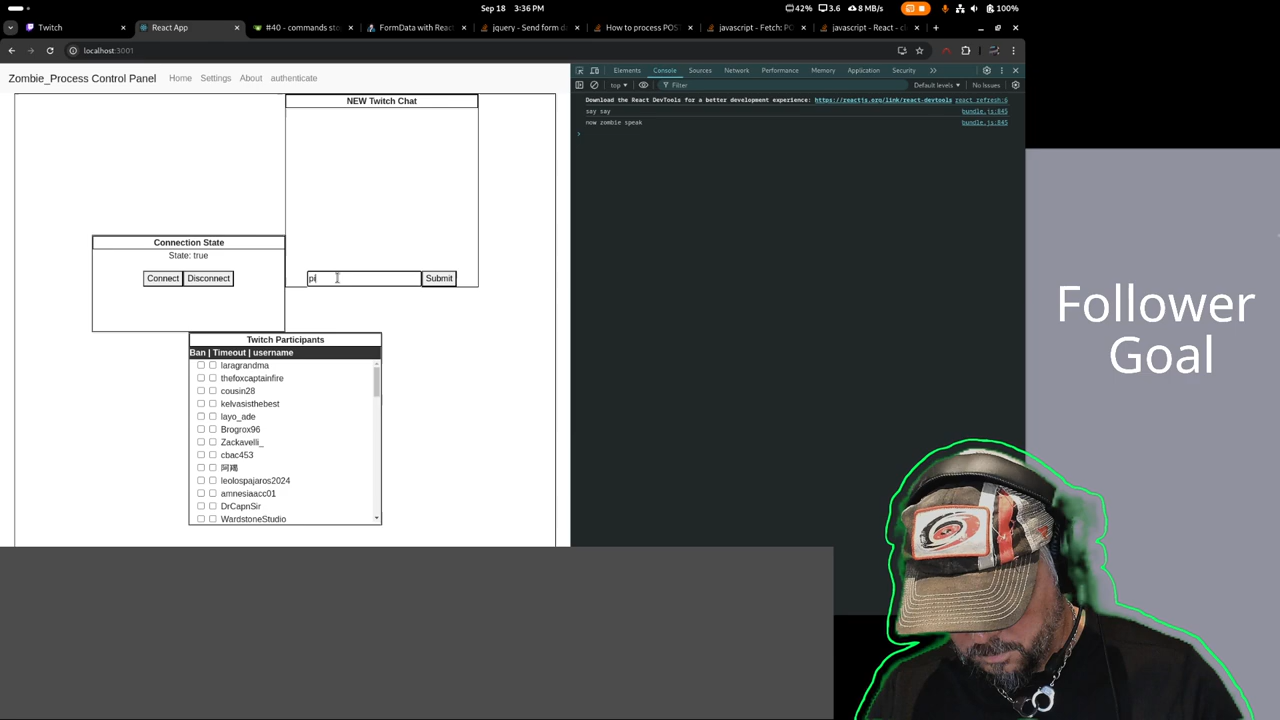 Sep 18 3:36 PM
42% 3.6 8 MB/s 100%
Twitch
React App
#40 - commands sto
FormData with Reac
jquery - Send form d
How to process POS
javascript - Fetch: PO
javascript - React - c
localhost:3001
Zombie_Process Control Panel Home Settings About authenticate
NEW Twitch Chat
Connection State
State: true
Connect Disconnect
pi Submit
Twitch Participants
Ban | Timeout | username
laragrandma
thefoxcaptainfire
cousin28
kelvasisthebest
layo_ade
Brogrox96
Zackavelli_
cbac453
leolospajaros2024
amnesiaacc01
DrCapnSir
WardstoneStudio
Elements Console Sources Network Performance Memory Application Security
top Filter Default levels No Issues
Download the React DevTools for a better development experience: https://reactjs.org/link/react-devtools react refresh:6
say say bundle.js:845
now zombie speak bundle.js:845
Follower
Goal